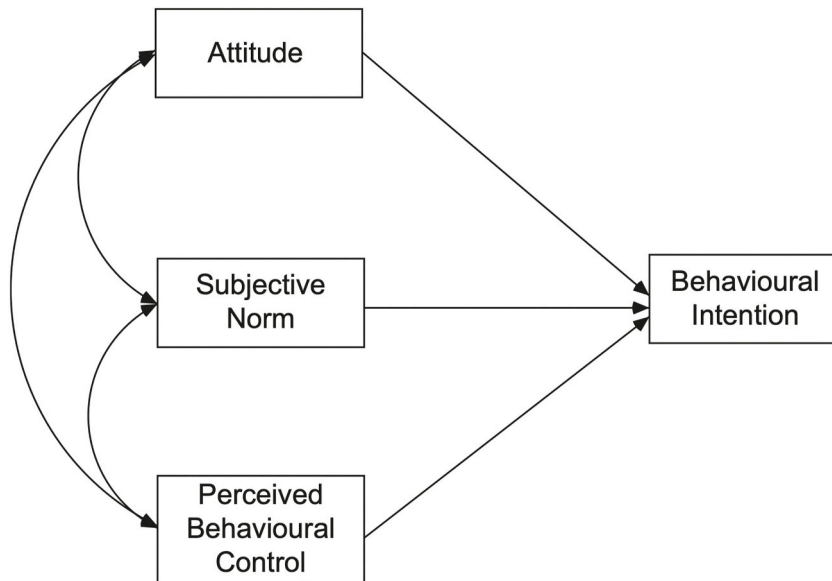 Attitude
Subjective
Norm
Behavioural
Intention
Perceived
Behavioural
Control